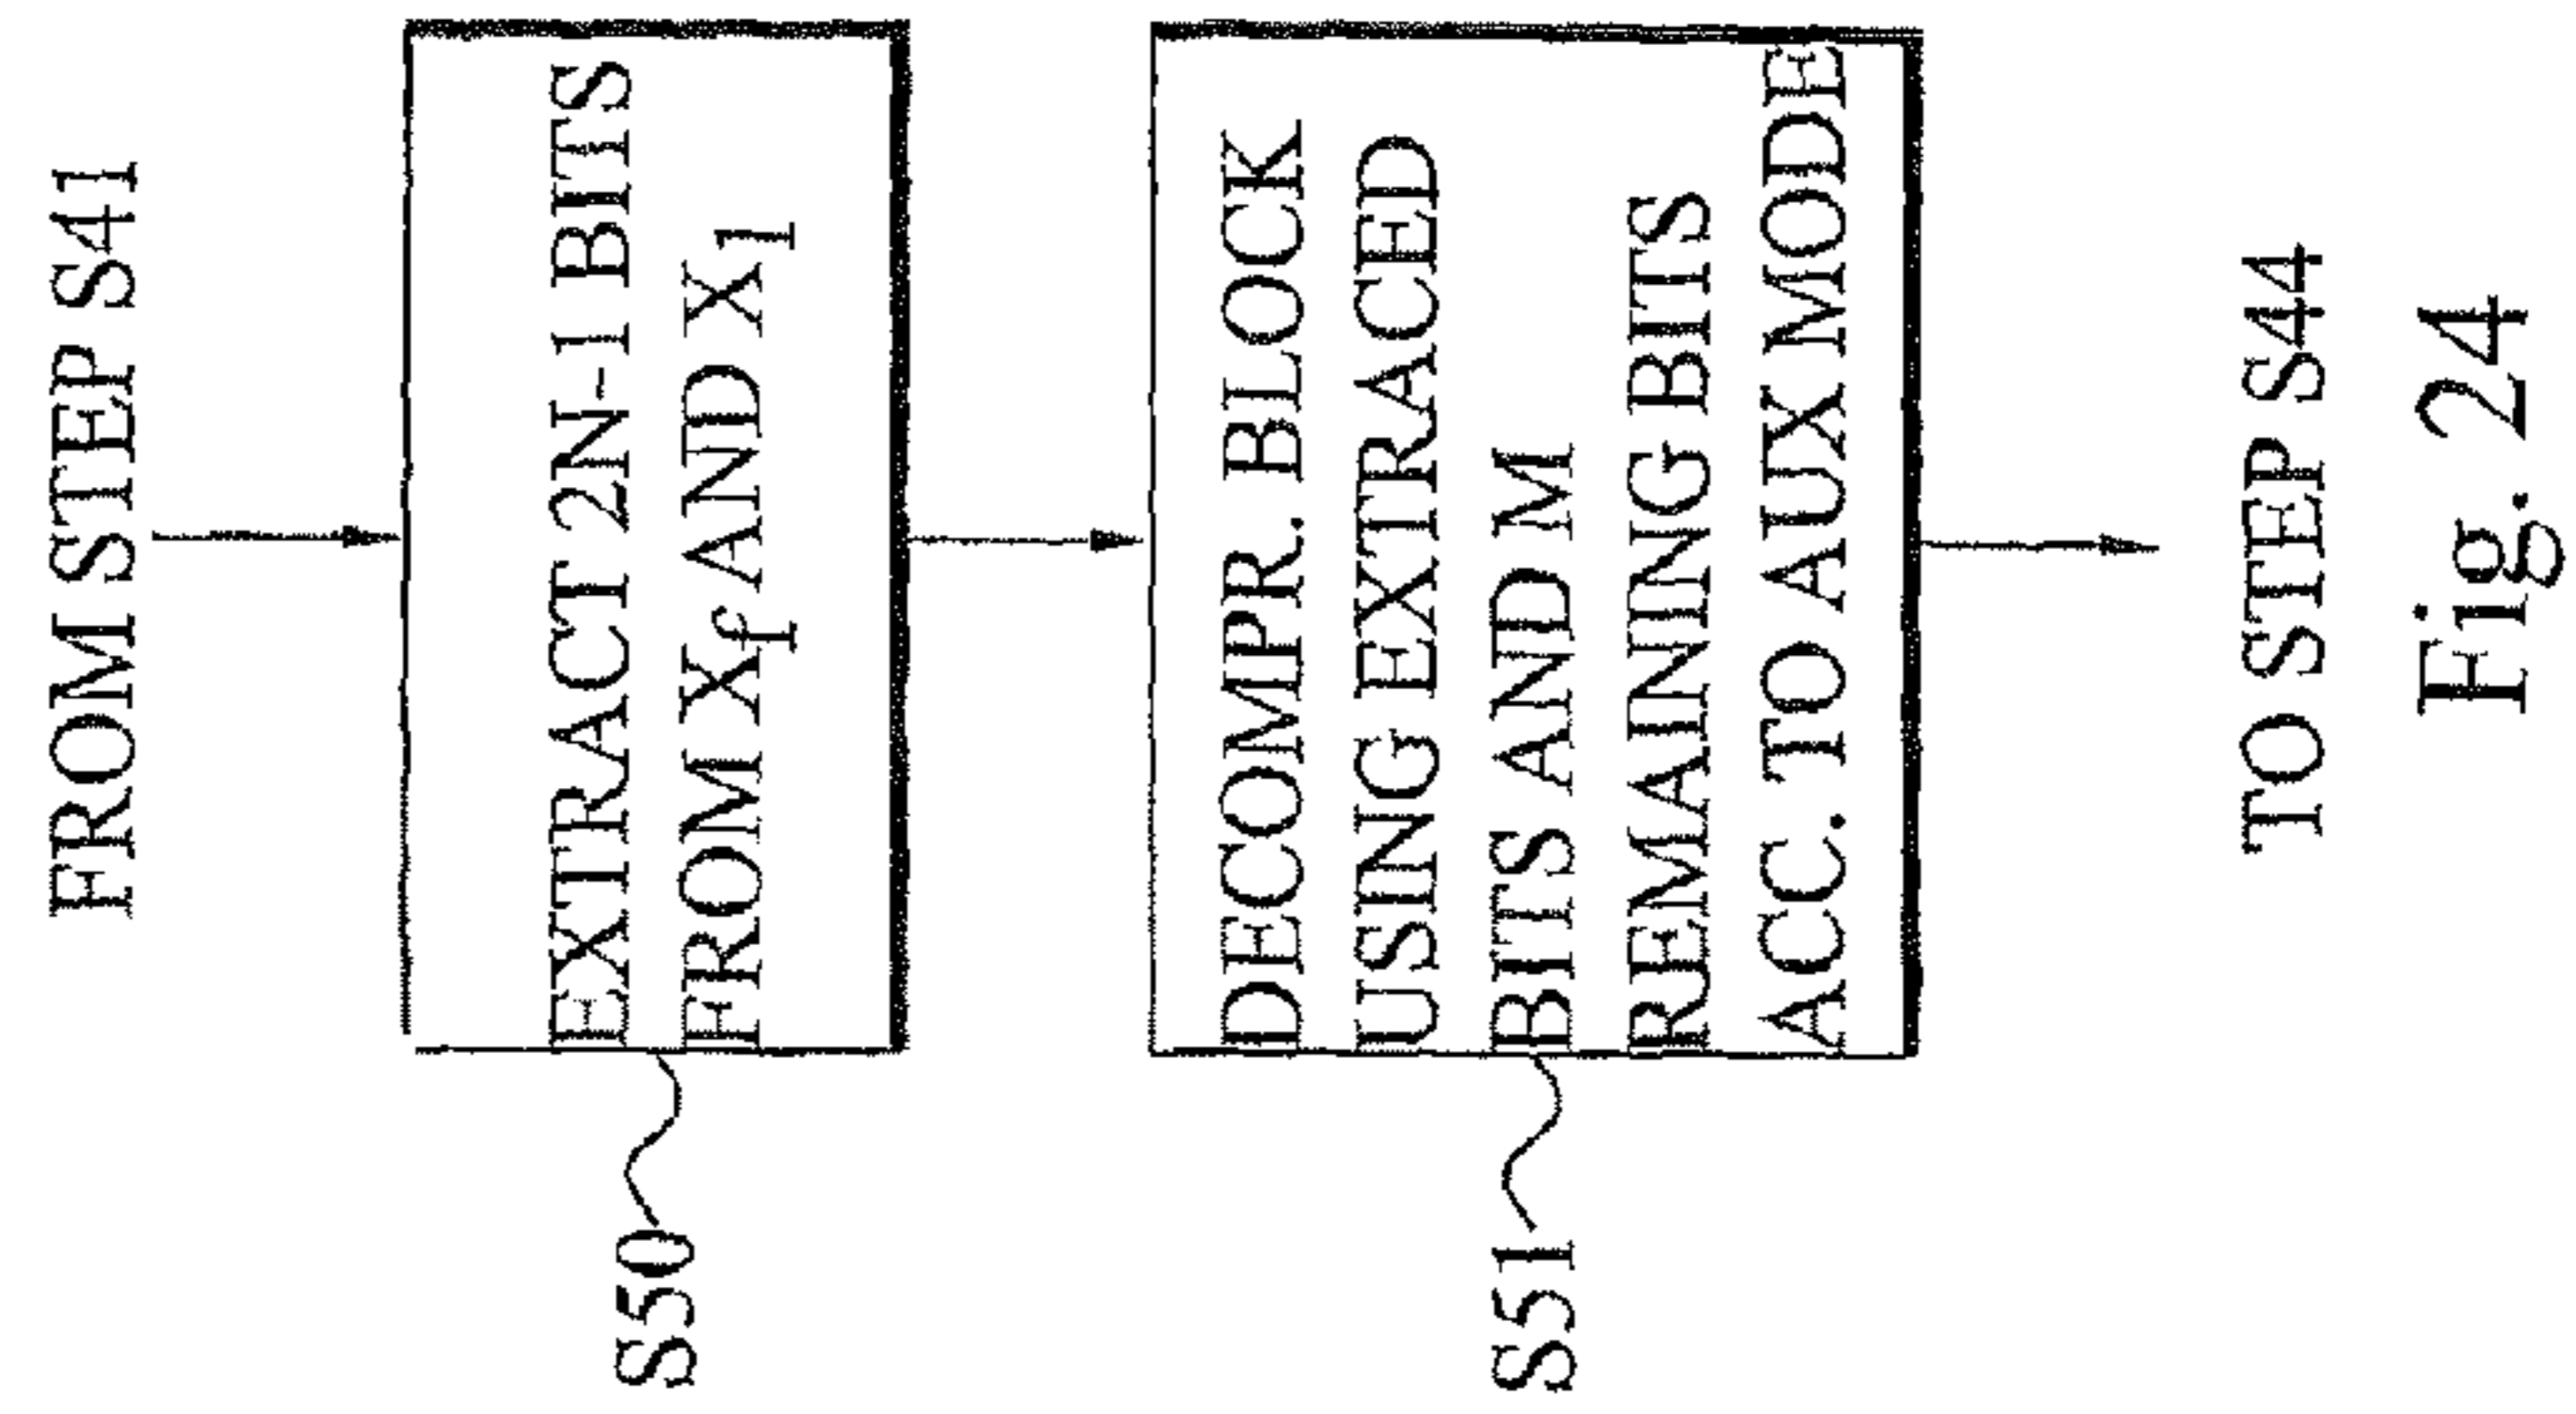 FROM STEP S41
EXTRACT 2N-1 BITS
FROM Xf AND X1
S50
DECOMPR. BLOCK
USING EXTRACED
BITS AND M
REMAINING BITS
ACC. TO AUX MODE
S51
TO STEP S44
Fig. 24